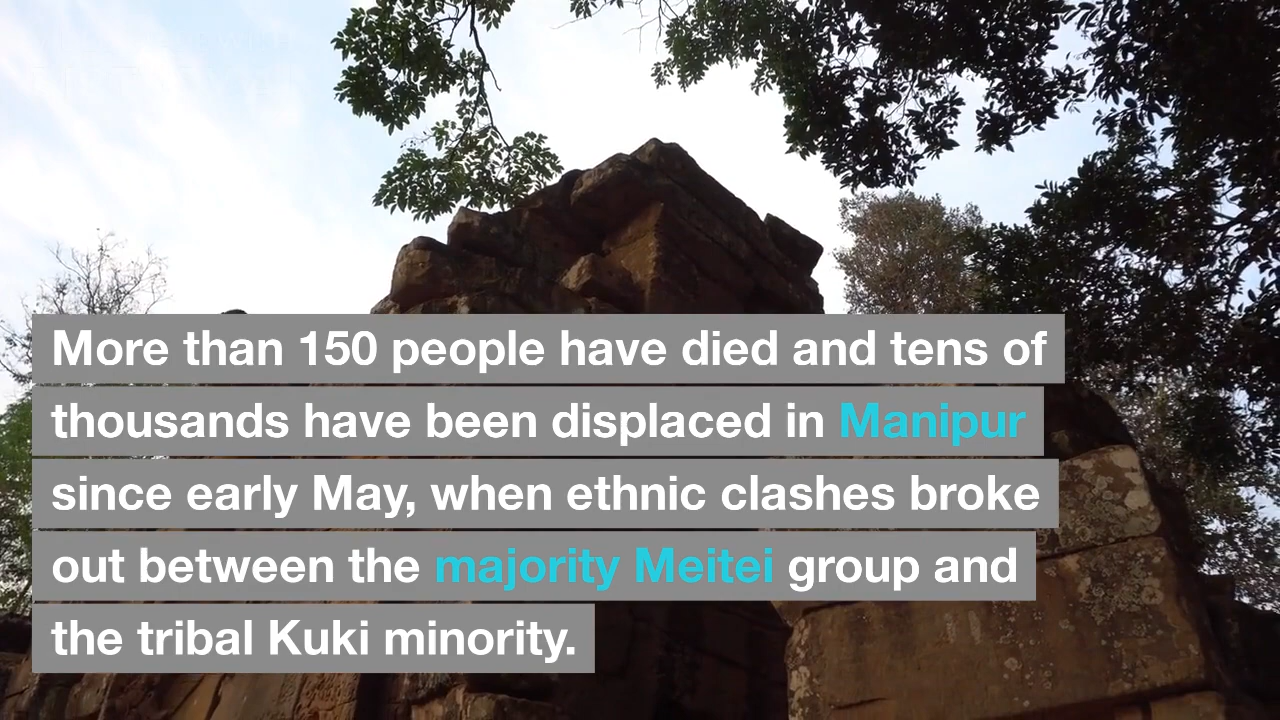 More than 150 people have died and tens of
thousands have been displaced in Manipur
since early May, when ethnic clashes broke
out between the majority Meitei group and
the tribal Kuki minority.